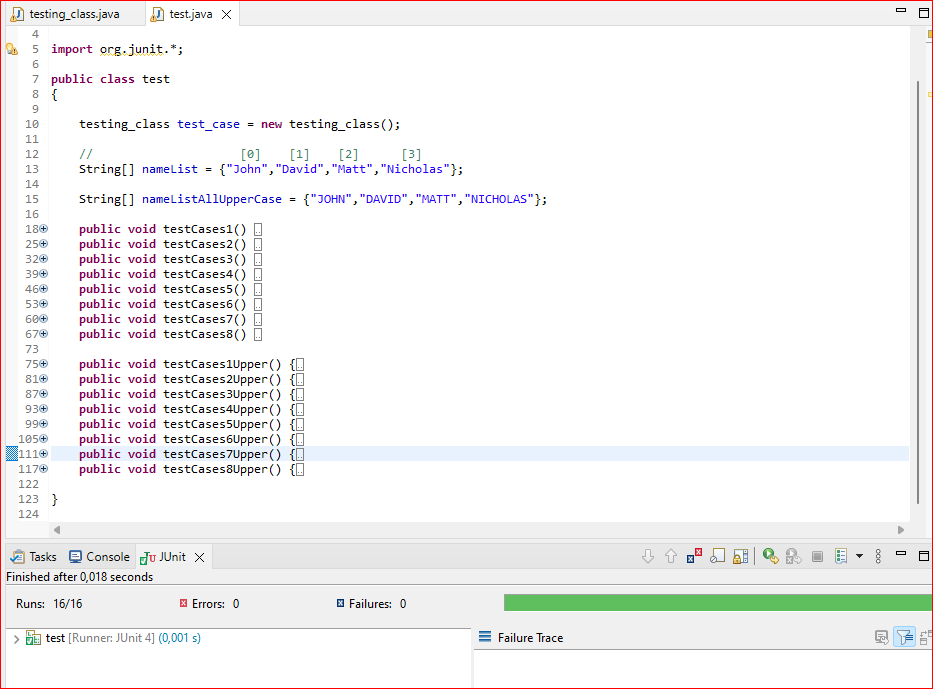 testing_class.java test.java
4
5 import org.junit.*;
6
7 public class test
8 {
9
10 testing_class test_case = new testing_class();
11
12 // [0] [1] [2] [3]
13 String[] nameList = {"John","David","Matt","Nicholas"};
14
15 String[] nameListAllUpperCase = {"JOHN","DAVID","MATT","NICHOLAS"};
16
18 public void testCases1()
25 public void testCases2()
32 public void testCases3()
39 public void testCases4()
46 public void testCases5()
53 public void testCases6()
60 public void testCases7()
67 public void testCases8()
73
75 public void testCases1Upper() {
81 public void testCases2Upper() {
87 public void testCases3Upper() {
93 public void testCases4Upper() {
99 public void testCases5Upper() {
105 public void testCases6Upper() {
111 public void testCases7Upper() {
117 public void testCases8Upper() {
122
123 }
124
Tasks Console JUnit
Finished after 0,018 seconds
Runs: 16/16 Errors: 0 Failures: 0
test [Runner: JUnit 4] (0,001 s) Failure Trace